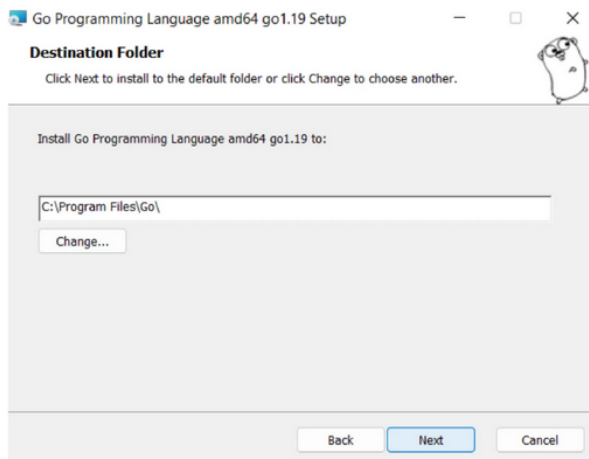 Go Programming Language amd64 go1.19 Setup
Destination Folder
Click Next to install to the default folder or click Change to choose another.
Install Go Programming Language amd64 go1.19 to:
C:\Program Files\Go\
Change...
Back
Next
Cancel